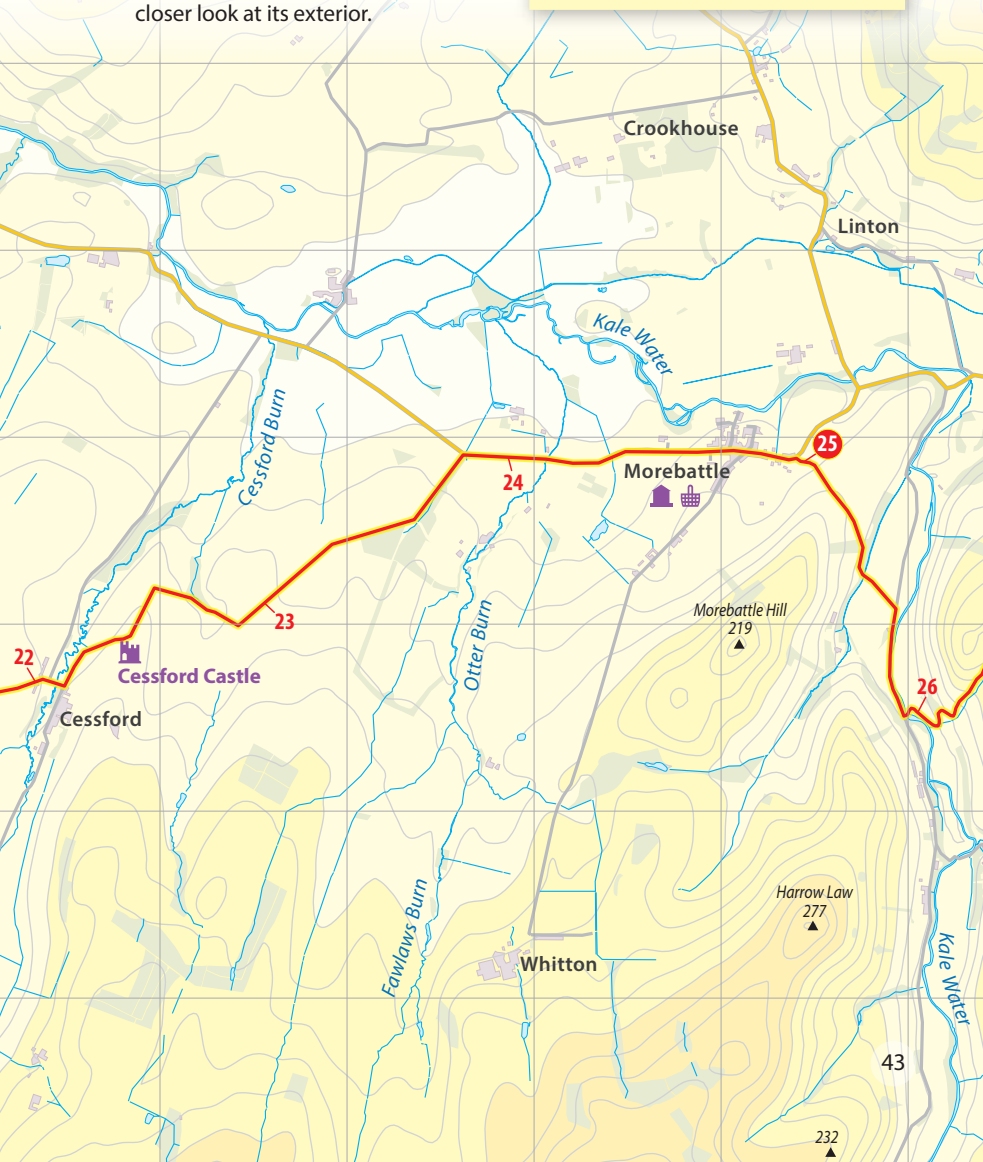 closer look at its exterior.
Crookhouse
Linton
Kale Water
Cessford Burn
25
24
Morebattle
Otter Burn
Morebattle Hill
219
23
22
Cessford Castle
26
Cessford
Harrow Law
277
Fawlaws Burn
Whitton
Kale Water
43
232